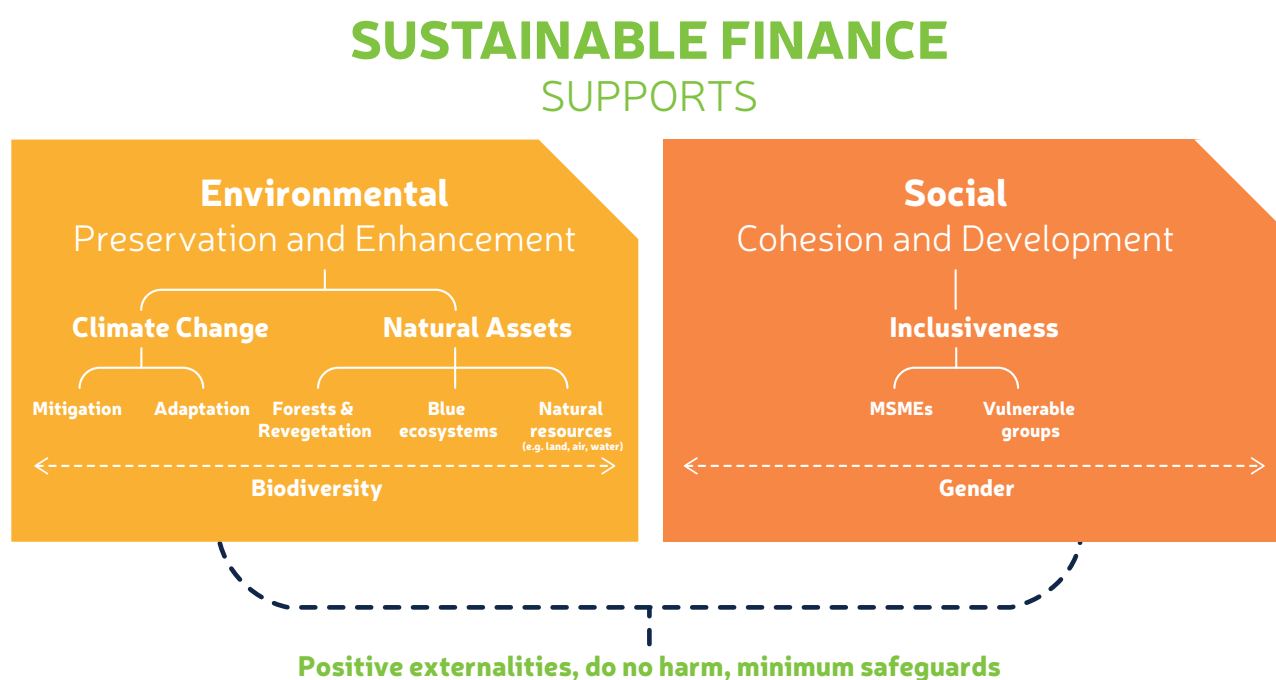 SUSTAINABLE FINANCE
SUPPORTS
Environmental
Preservation and Enhancement
Climate Change
Natural Assets
Mitigation
Adaptation
Forests &
Revegetation
Blue
ecosystems
Natural
resources
(e.g. land, air, water)
Biodiversity
Social
Cohesion and Development
Inclusiveness
MSMEs
Vulnerable
groups
Gender
Positive externalities, do no harm, minimum safeguards